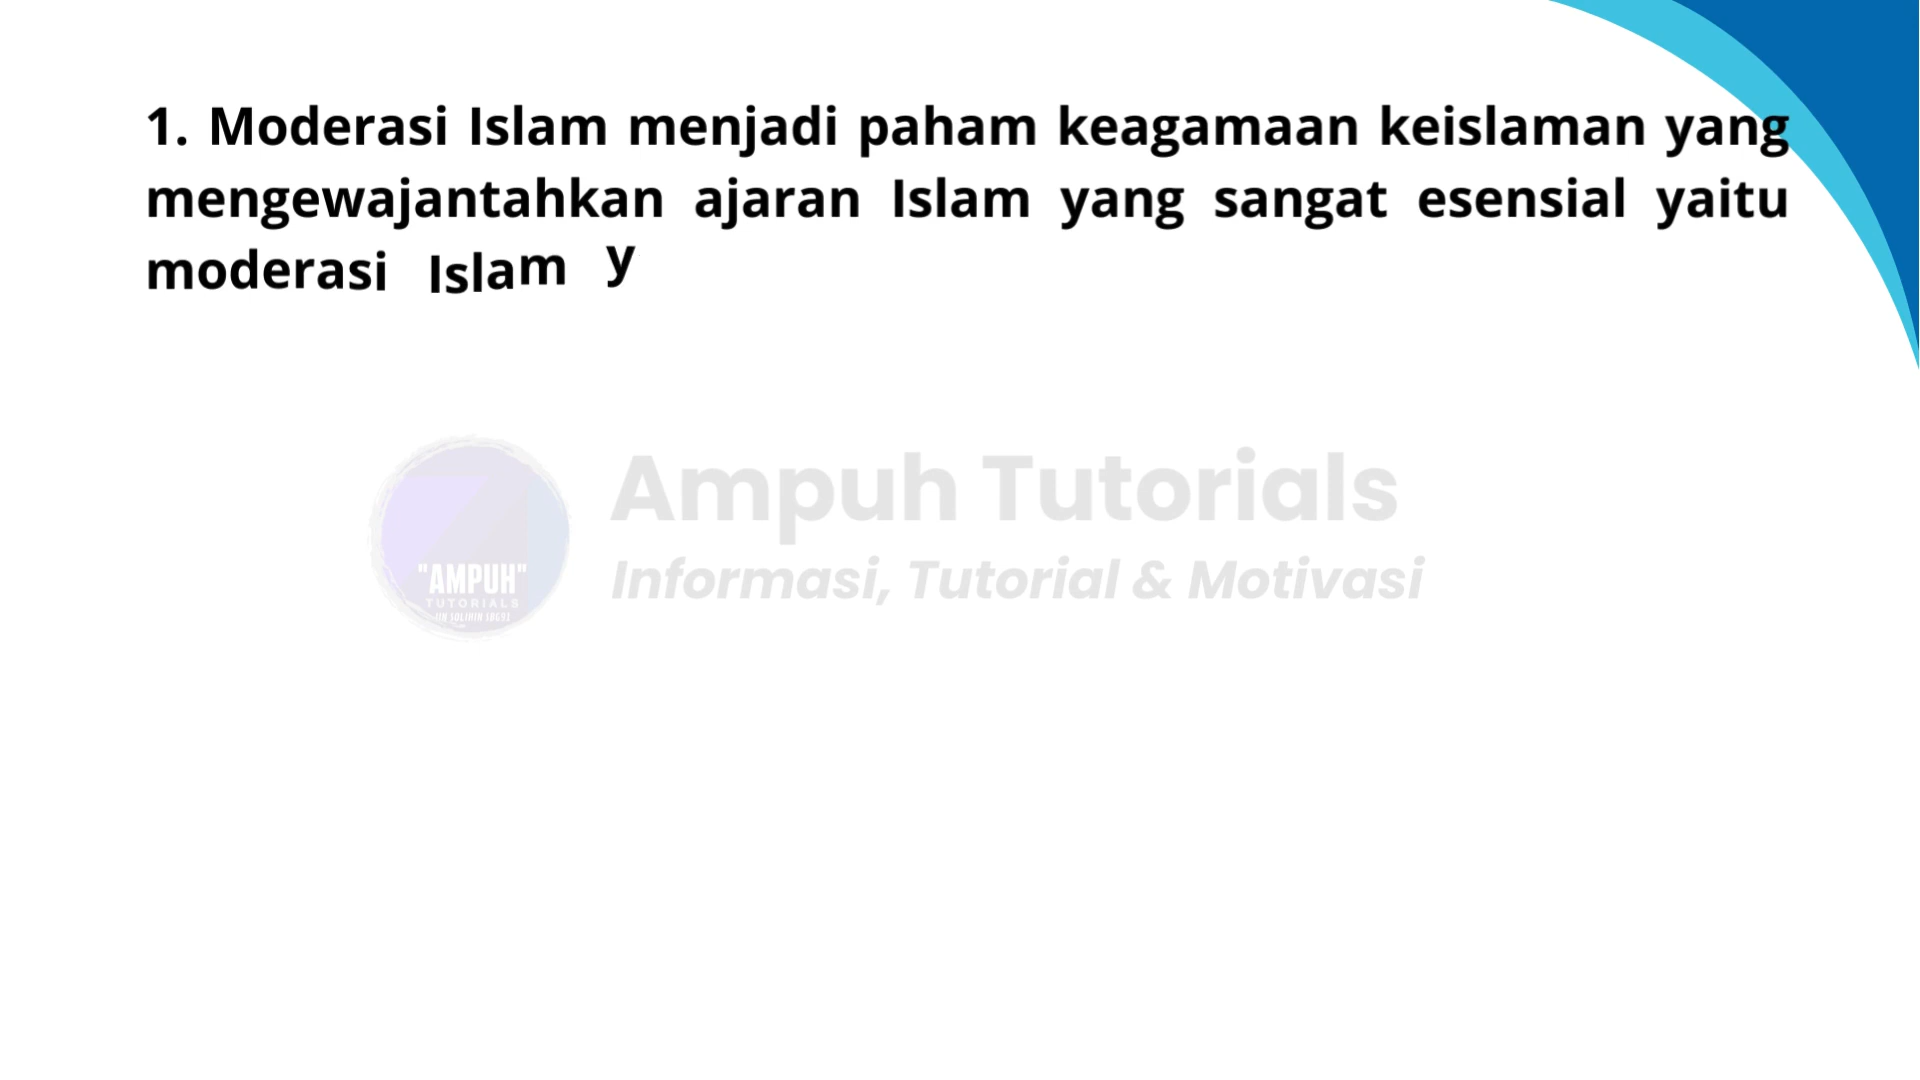 1. Moderasi Islam menjadi paham keagamaan keislaman yang
mengewajantahkan ajaran Islam yang sangat esensial yaitu
moderasi Islam y
Ampuh Tutorials
Informasi, Tutorial & Motivasi
"AMPUH"
TUTORIALS